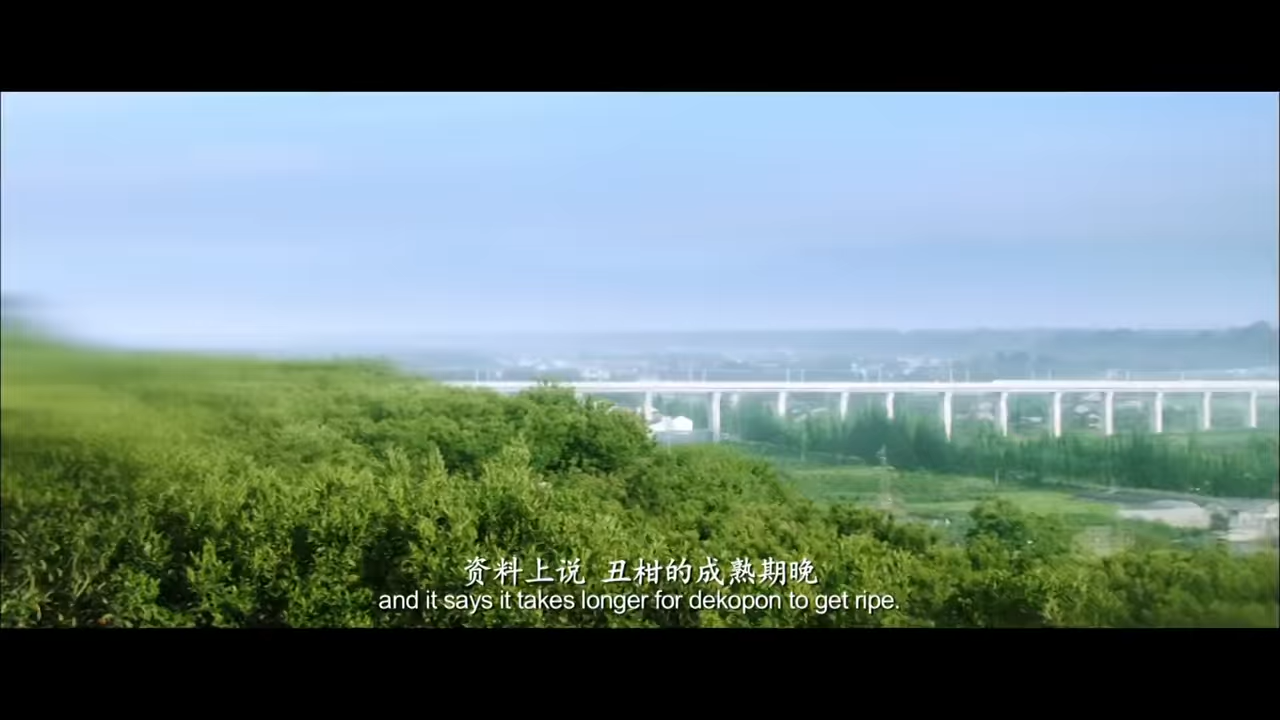 资料上说 丑柑的成熟期晚
and it says it takes longer for dekopon to get ripe.